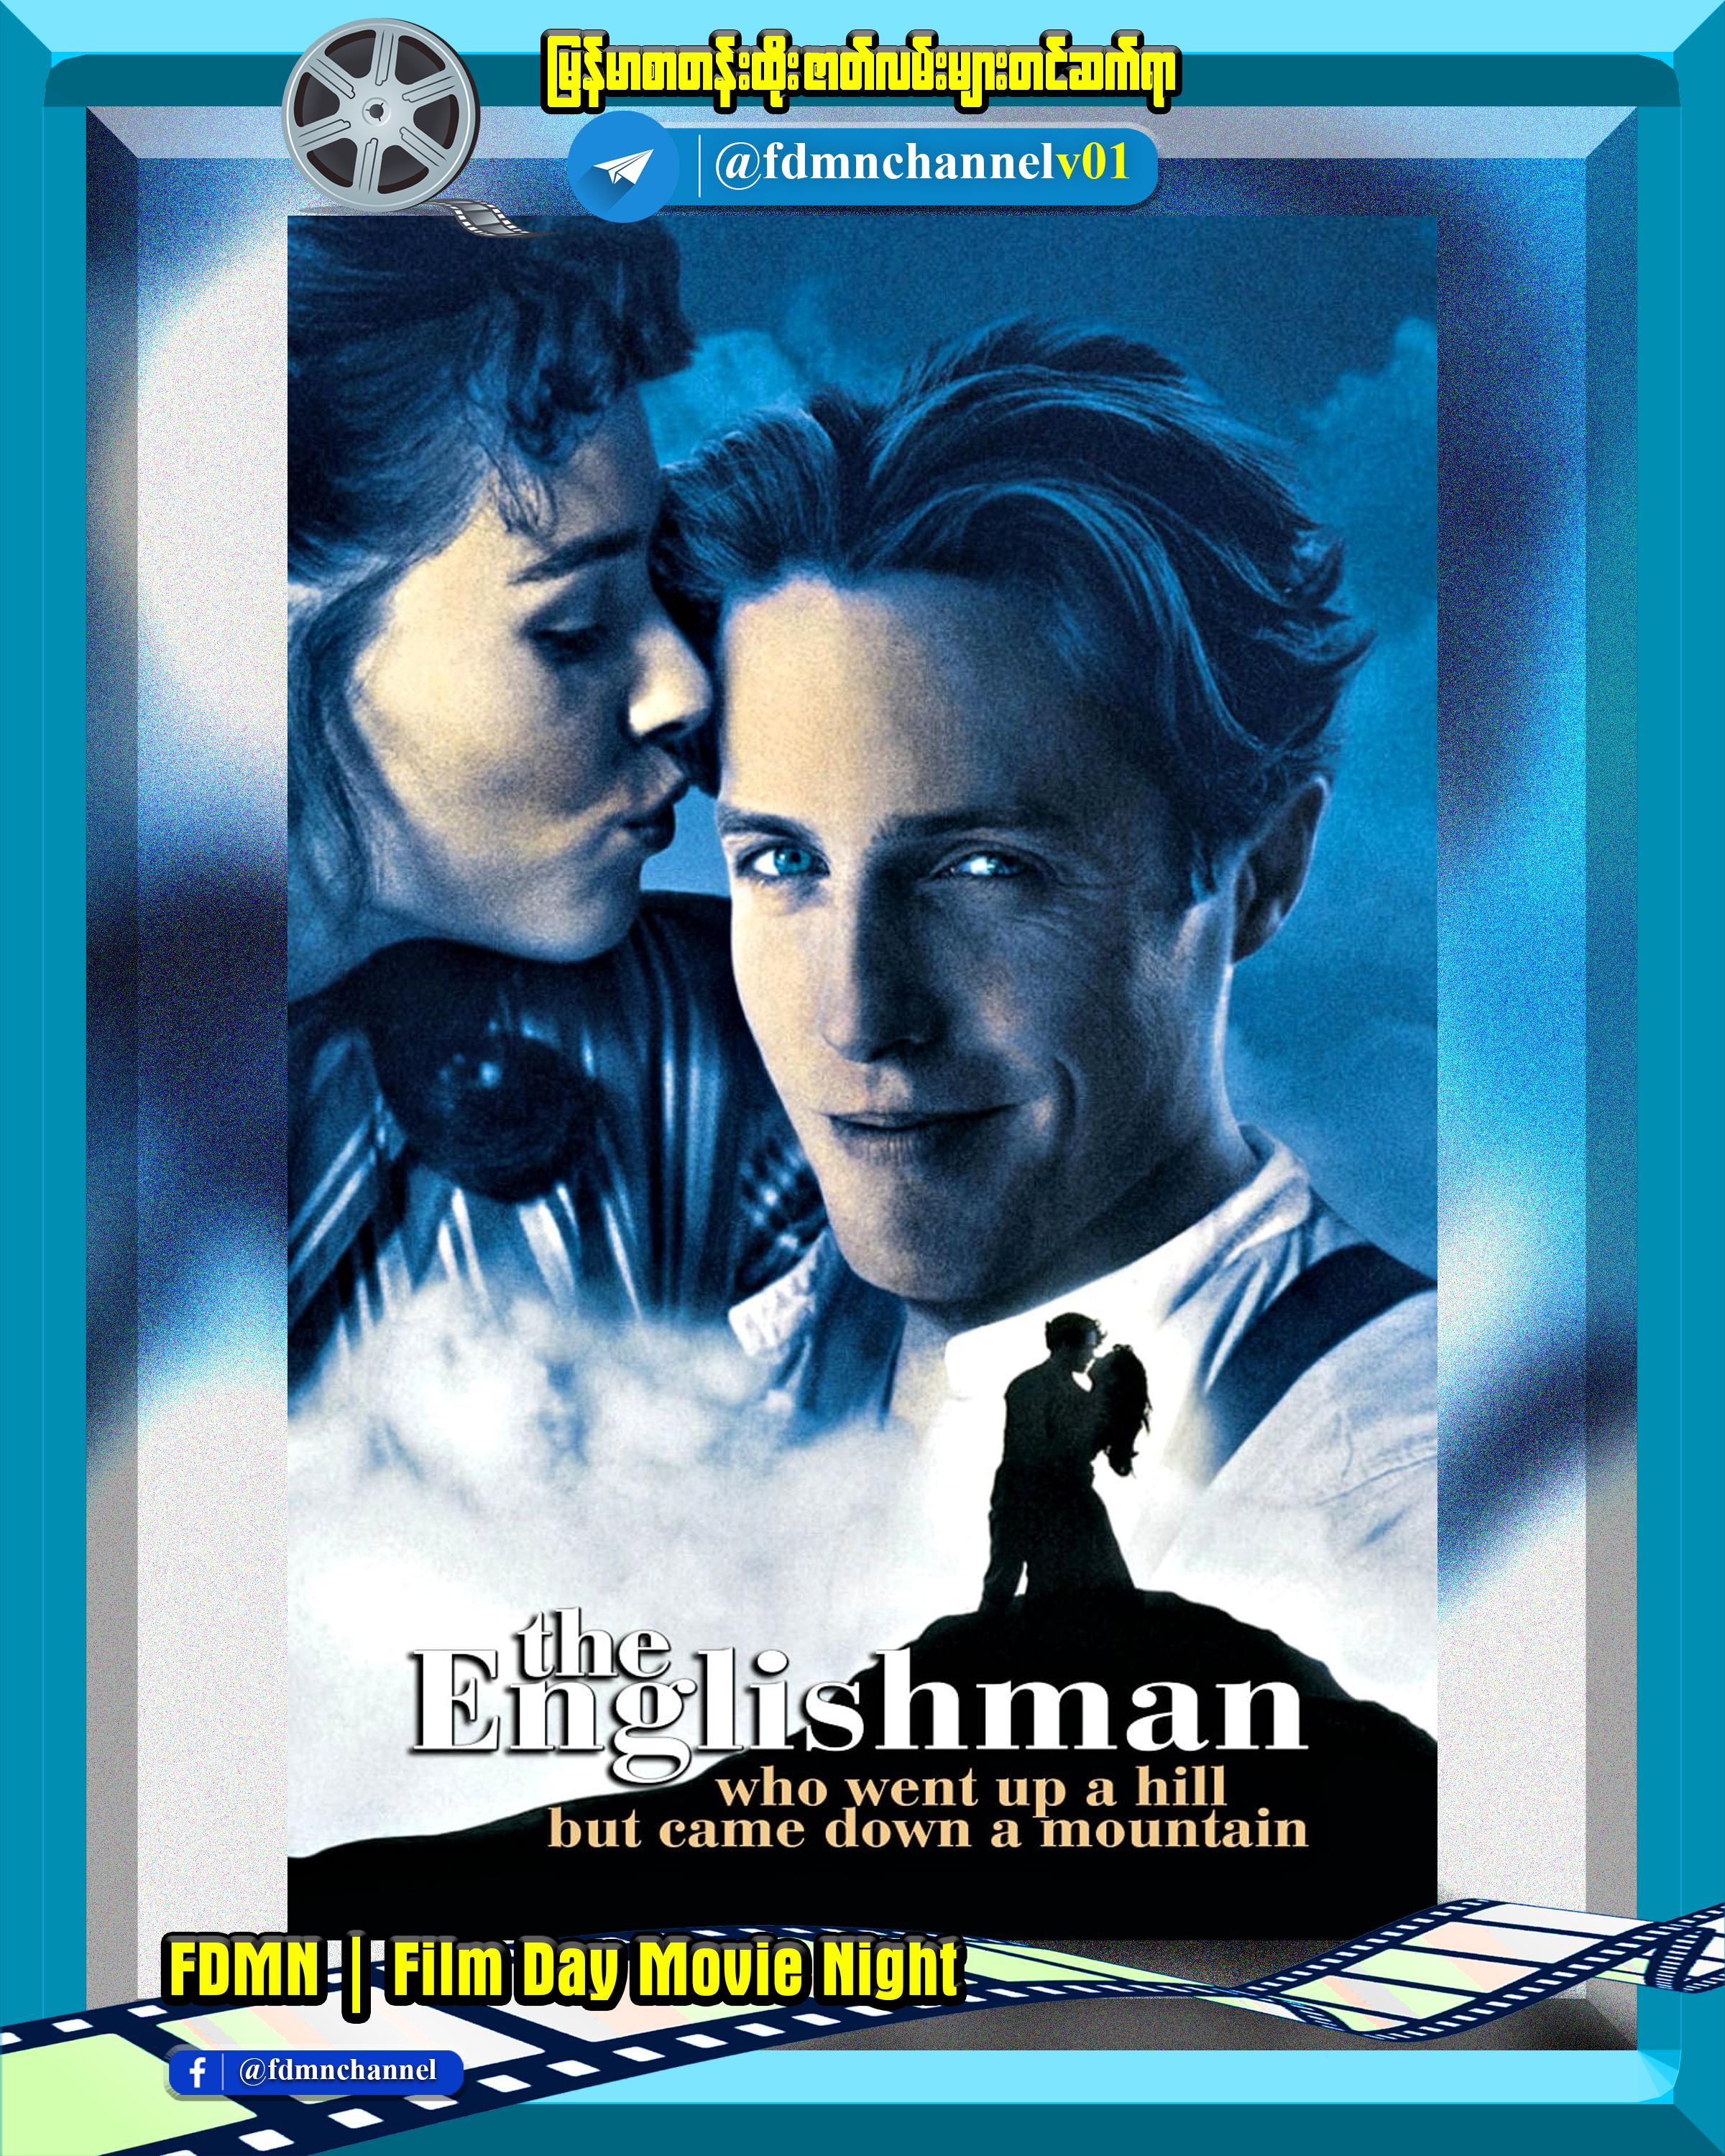 မြန်မာစာတန်းထိုး ဇာတ်လမ်းများတင်ဆက်ရာ
@fdmnchannelv01
the
Englishman
who went up a hill
but came down a mountain
FDMN | Film Day Movie Night
f | @fdmnchannel